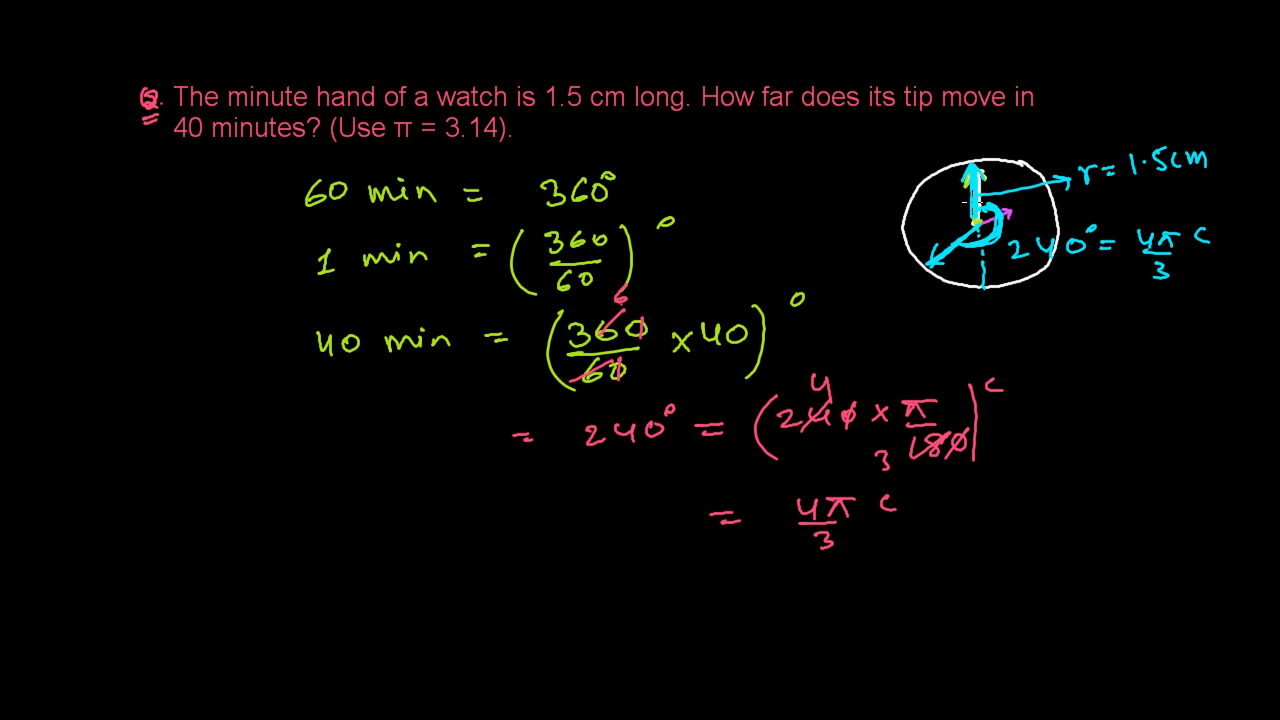 Q. The minute hand of a watch is 1.5 cm long. How far does its tip move in
40 minutes? (Use π = 3.14).
60 min = 360°
1 min = (360/60)°
40 min = (360/60 × 40)°
6
= 240° = (240 × π/180)ᶜ
4
3
= 4π/3 ᶜ
r = 1.5cm
240° = 4π/3 ᶜ